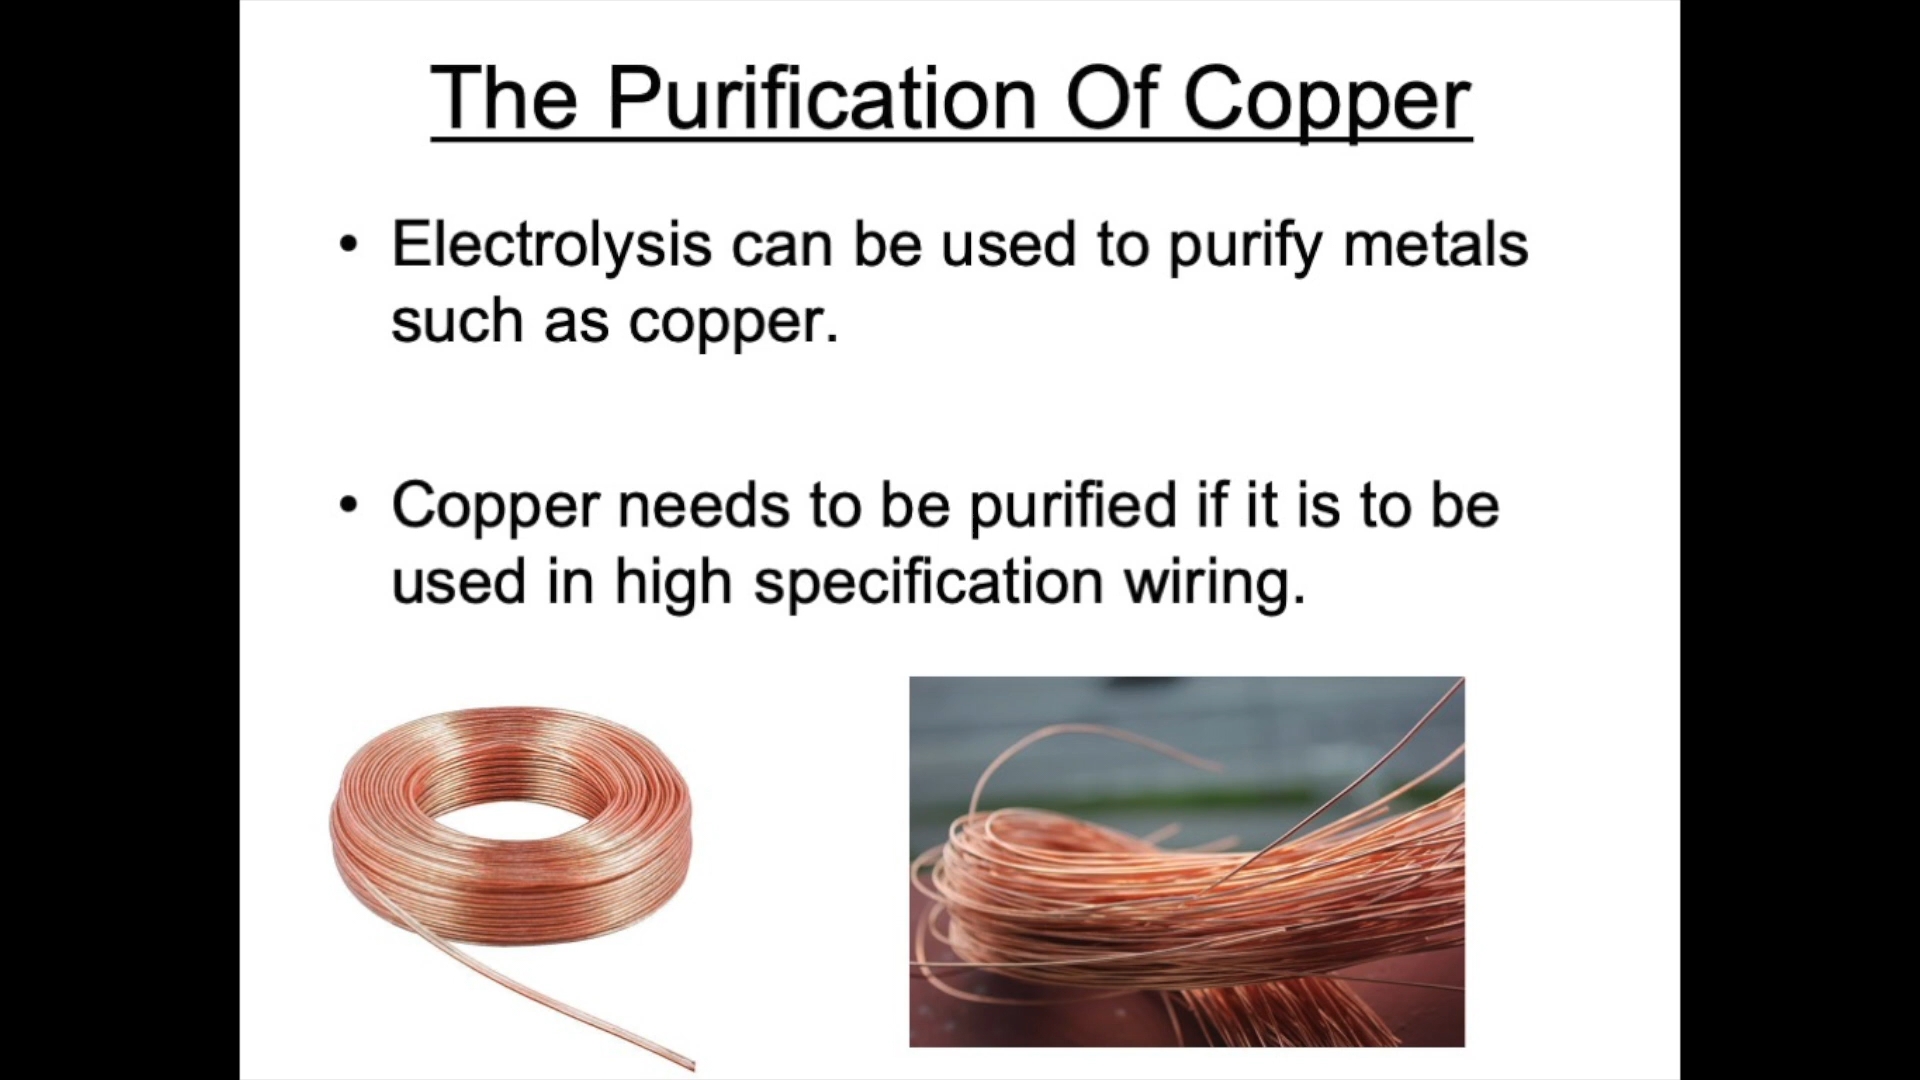 The Purification Of Copper
• Electrolysis can be used to purify metals
such as copper.
• Copper needs to be purified if it is to be
used in high specification wiring.